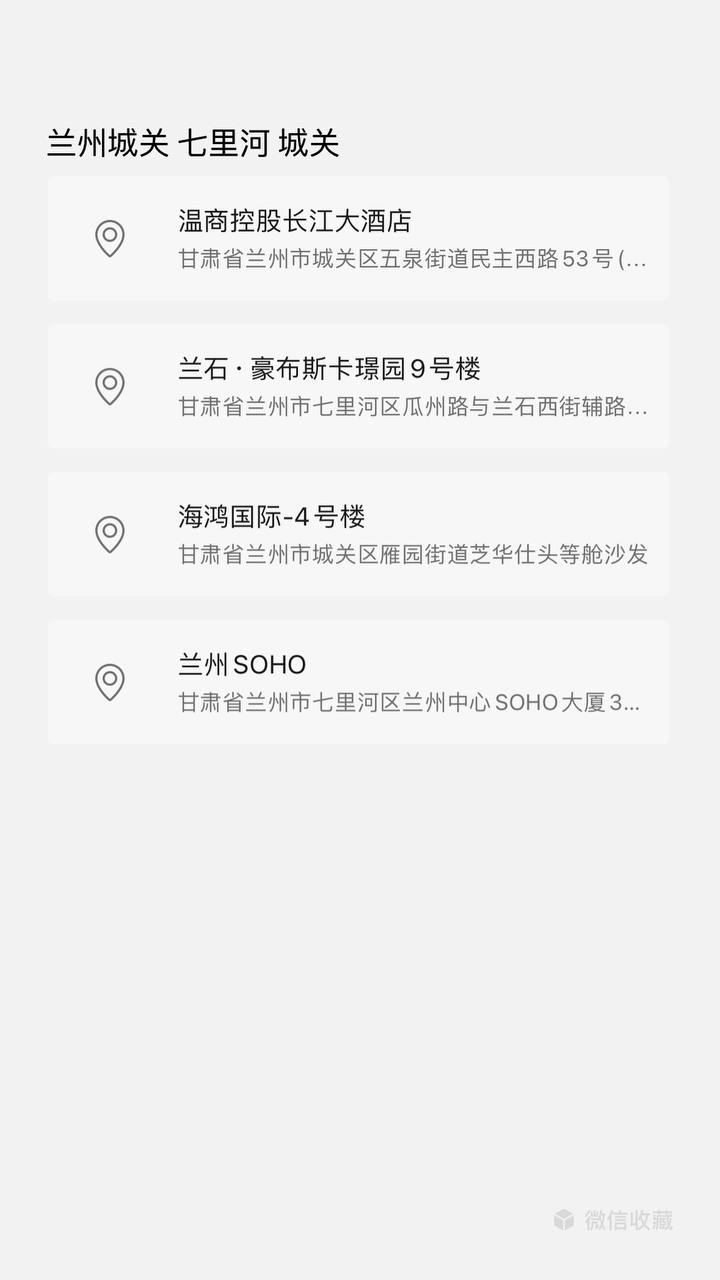 兰州城关 七里河 城关
温商控股长江大酒店
甘肃省兰州市城关区五泉街道民主西路53号(...
兰石·豪布斯卡璟园9号楼
甘肃省兰州市七里河区瓜州路与兰石西街辅路...
海鸿国际-4号楼
甘肃省兰州市城关区雁园街道芝华仕头等舱沙发
兰州SOHO
甘肃省兰州市七里河区兰州中心SOHO大厦3...
微信收藏